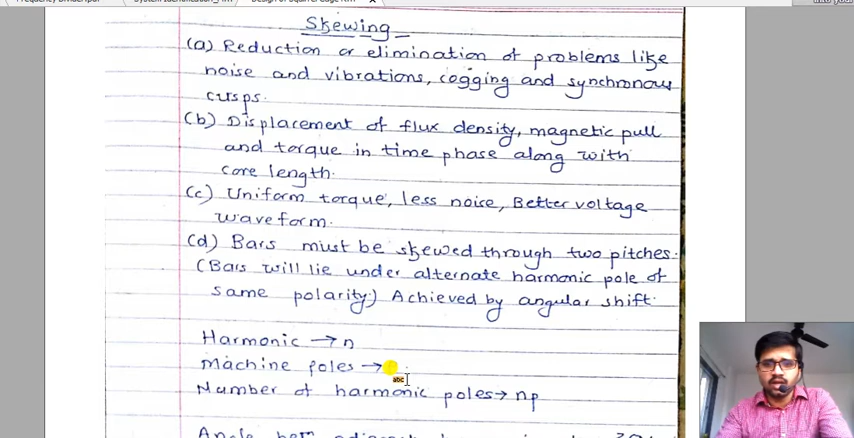 Skewing
(a) Reduction or elimination of problems like
noise and vibrations, cogging and synchronous
cusps.
(b) Displacement of flux density, magnetic pull
and torque in time phase along with
core length.
(c) Uniform torque, less noise, Better voltage
waveform.
(d) Bars must be skewed through two pitches.
(Bars will lie under alternate harmonic pole of
same polarity) Achieved by angular shift.
Harmonic → n
Machine poles →
abc
Number of harmonic poles → np